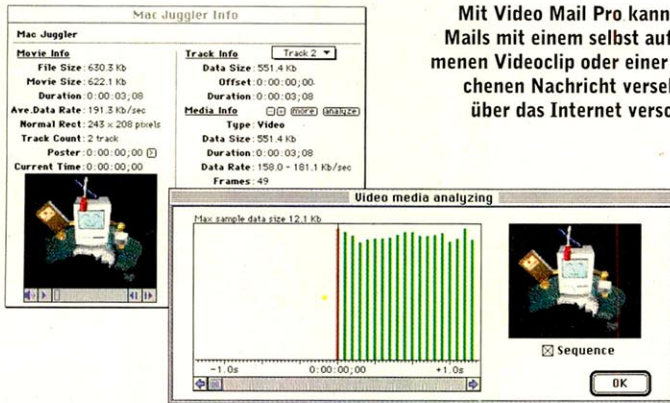 Mac Juggler Info
Mac Juggler
Movie Info
File Size: 630.3 Kb
Movie Size: 622.1 Kb
Duration: 0:00:03;08
Ave.Data Rate: 191.3 Kb/sec
Normal Rect: 243 × 208 pixels
Track Count: 2 track
Poster: 0:00:00;00
Current Time: 0:00:00;00
Track Info Track 2
Data Size: 551.4 Kb
Offset: 0:00:00;00
Duration: 0:00:03;08
Media Info more analyze
Type: Video
Data Size: 551.4 Kb
Duration: 0:00:03;08
Data Rate: 158.0 - 181.1 Kb/sec
Frames: 49
Mit Video Mail Pro kann
Mails mit einem selbst auf
menen Videoclip oder einer
chenen Nachricht verse
über das Internet versc
Video media analyzing
Max sample data size 12.1 Kb
-1.0s 0:00:00;00 +1.0s
Sequence
OK